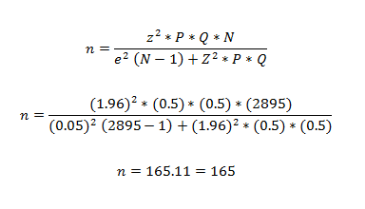 n = z² * P * Q * N / e² (N − 1) + Z² * P * Q
n = (1.96)² * (0.5) * (0.5) * (2895) / (0.05)² (2895 − 1) + (1.96)² * (0.5) * (0.5)
n = 165.11 = 165